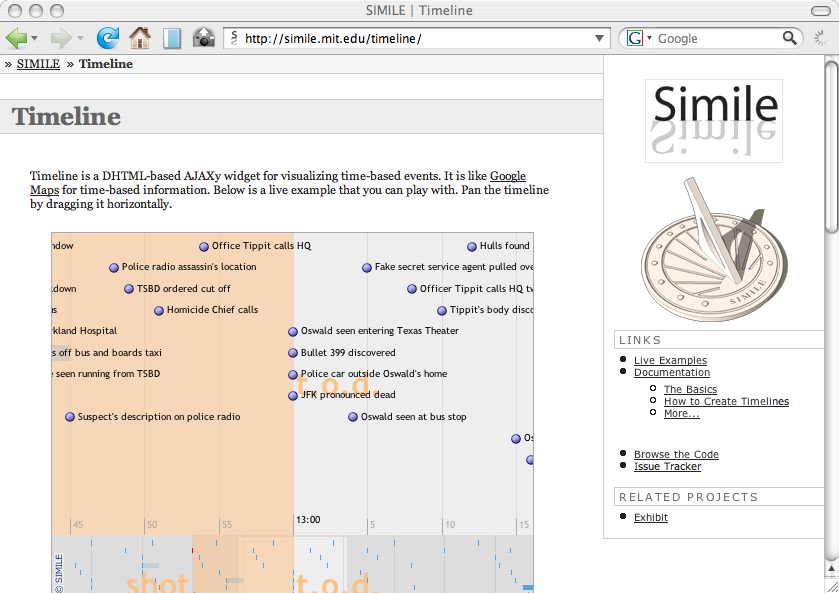 SIMILE | Timeline
http://simile.mit.edu/timeline/
G
Google
» SIMILE » Timeline
Timeline
Timeline is a DHTML-based AJAXy widget for visualizing time-based events. It is like Google
Maps for time-based information. Below is a live example that you can play with. Pan the timeline
by dragging it horizontally.
ndow
Office Tippit calls HQ
Hulls found
Police radio assassin's location
Fake secret service agent pulled ove
kdown
TSBD ordered cut off
Officer Tippit calls HQ tw
s
Homicide Chief calls
Tippit's body disco
rkland Hospital
Oswald seen entering Texas Theater
s off bus and boards taxi
Bullet 399 discovered
seen running from TSBD
Police car outside Oswald's home
t.o.d.
JFK pronounced dead
Suspect's description on police radio
Oswald seen at bus stop
Os
45
50
55
13:00
5
10
15
© SIMILE
shot
t.o.d.
Simile
Simile
SIMILE
LINKS
Live Examples
Documentation
The Basics
How to Create Timelines
More...
Browse the Code
Issue Tracker
RELATED PROJECTS
Exhibit